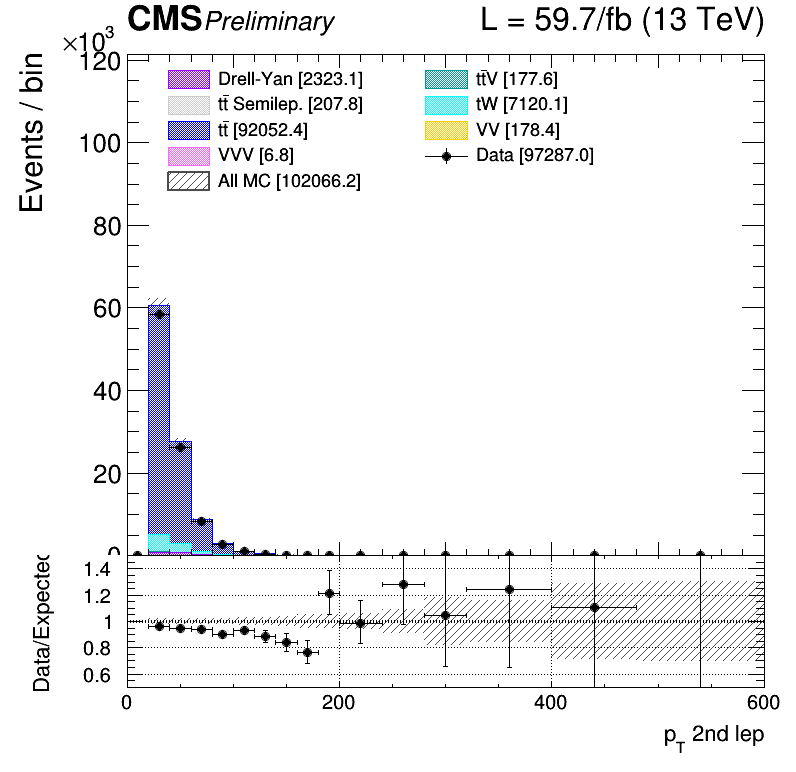 CMS Preliminary L = 59.7/fb (13 TeV)
×10³
Events / bin
120
100
80
60
40
20
0
Drell-Yan [2323.1]
tt̄ Semilep. [207.8]
tt̄ [92052.4]
VVV [6.8]
All MC [102066.2]
tt̄V [177.6]
tW [7120.1]
VV [178.4]
Data [97287.0]
Data/Expected
1.4
1.2
1
0.8
0.6
0 200 400 600
p_T 2nd lep